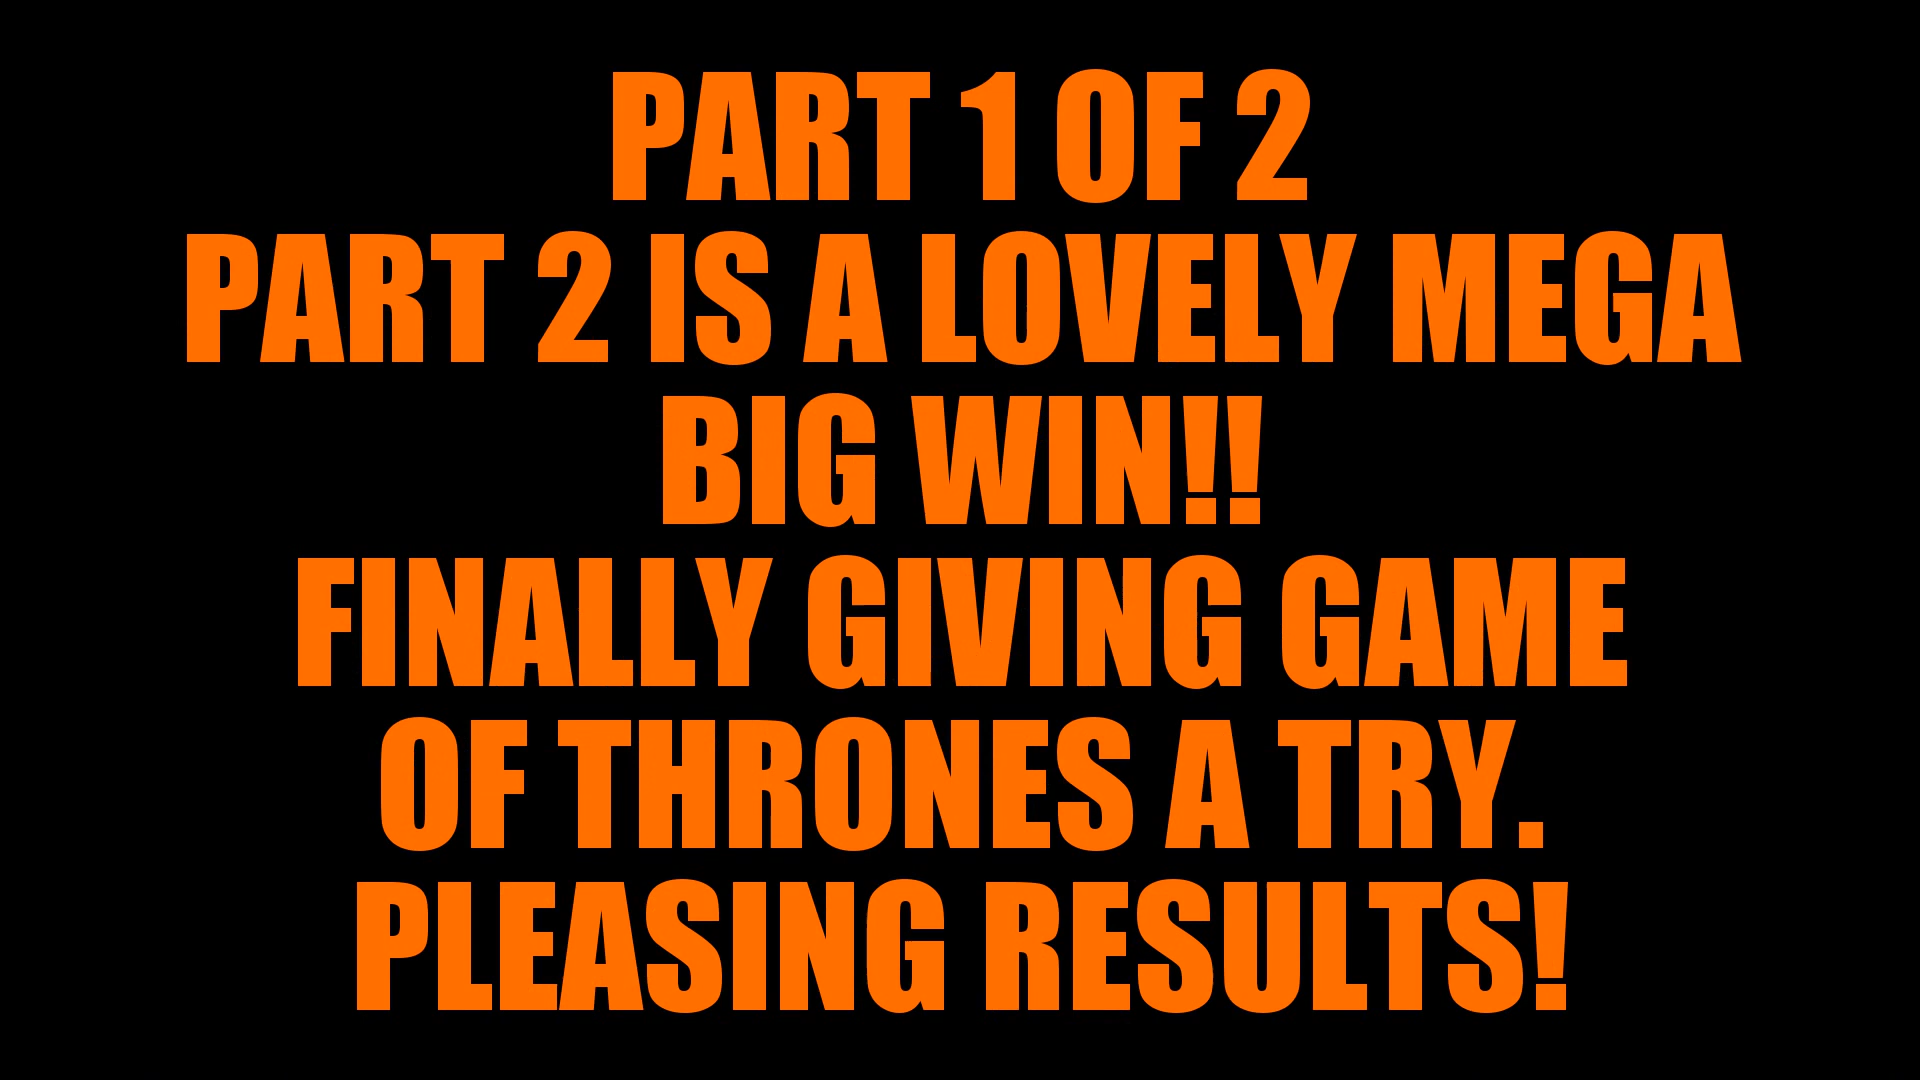 PART 1 OF 2
PART 2 IS A LOVELY MEGA
BIG WIN!!
FINALLY GIVING GAME
OF THRONES A TRY.
PLEASING RESULTS!